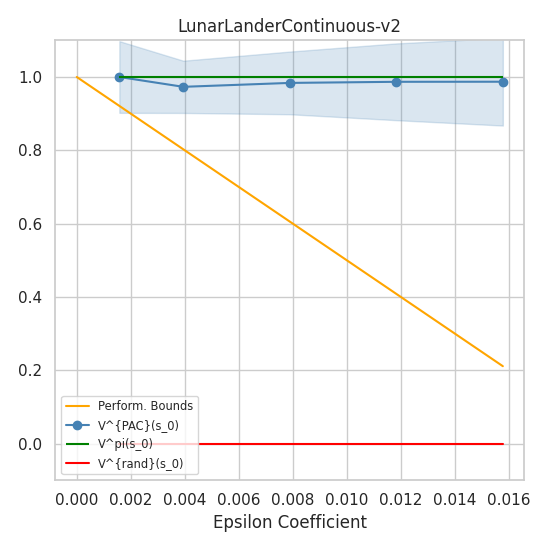 LunarLanderContinuous-v2
1.0
0.8
0.6
0.4
0.2
0.0
Perform. Bounds
V^{PAC}(s_0)
V^pi(s_0)
V^{rand}(s_0)
0.000 0.002 0.004 0.006 0.008 0.010 0.012 0.014 0.016
Epsilon Coefficient